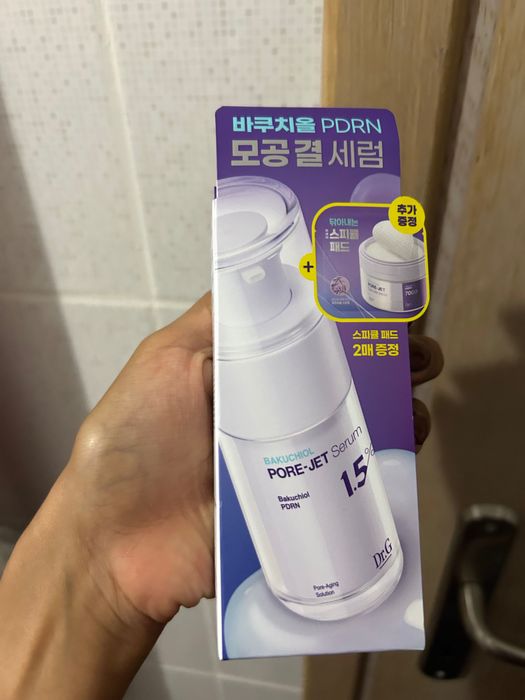 바쿠치올 PDRN
모공 결 세럼
추가
증정
닦아내는
스피큘
패드
+
PORE-JET
스피큘 패드
2매 증정
BAKUCHIOL
PORE-JET Serum
1.5%
Bakuchiol
PDRN
Dr.G
Pore-Aging
Solution